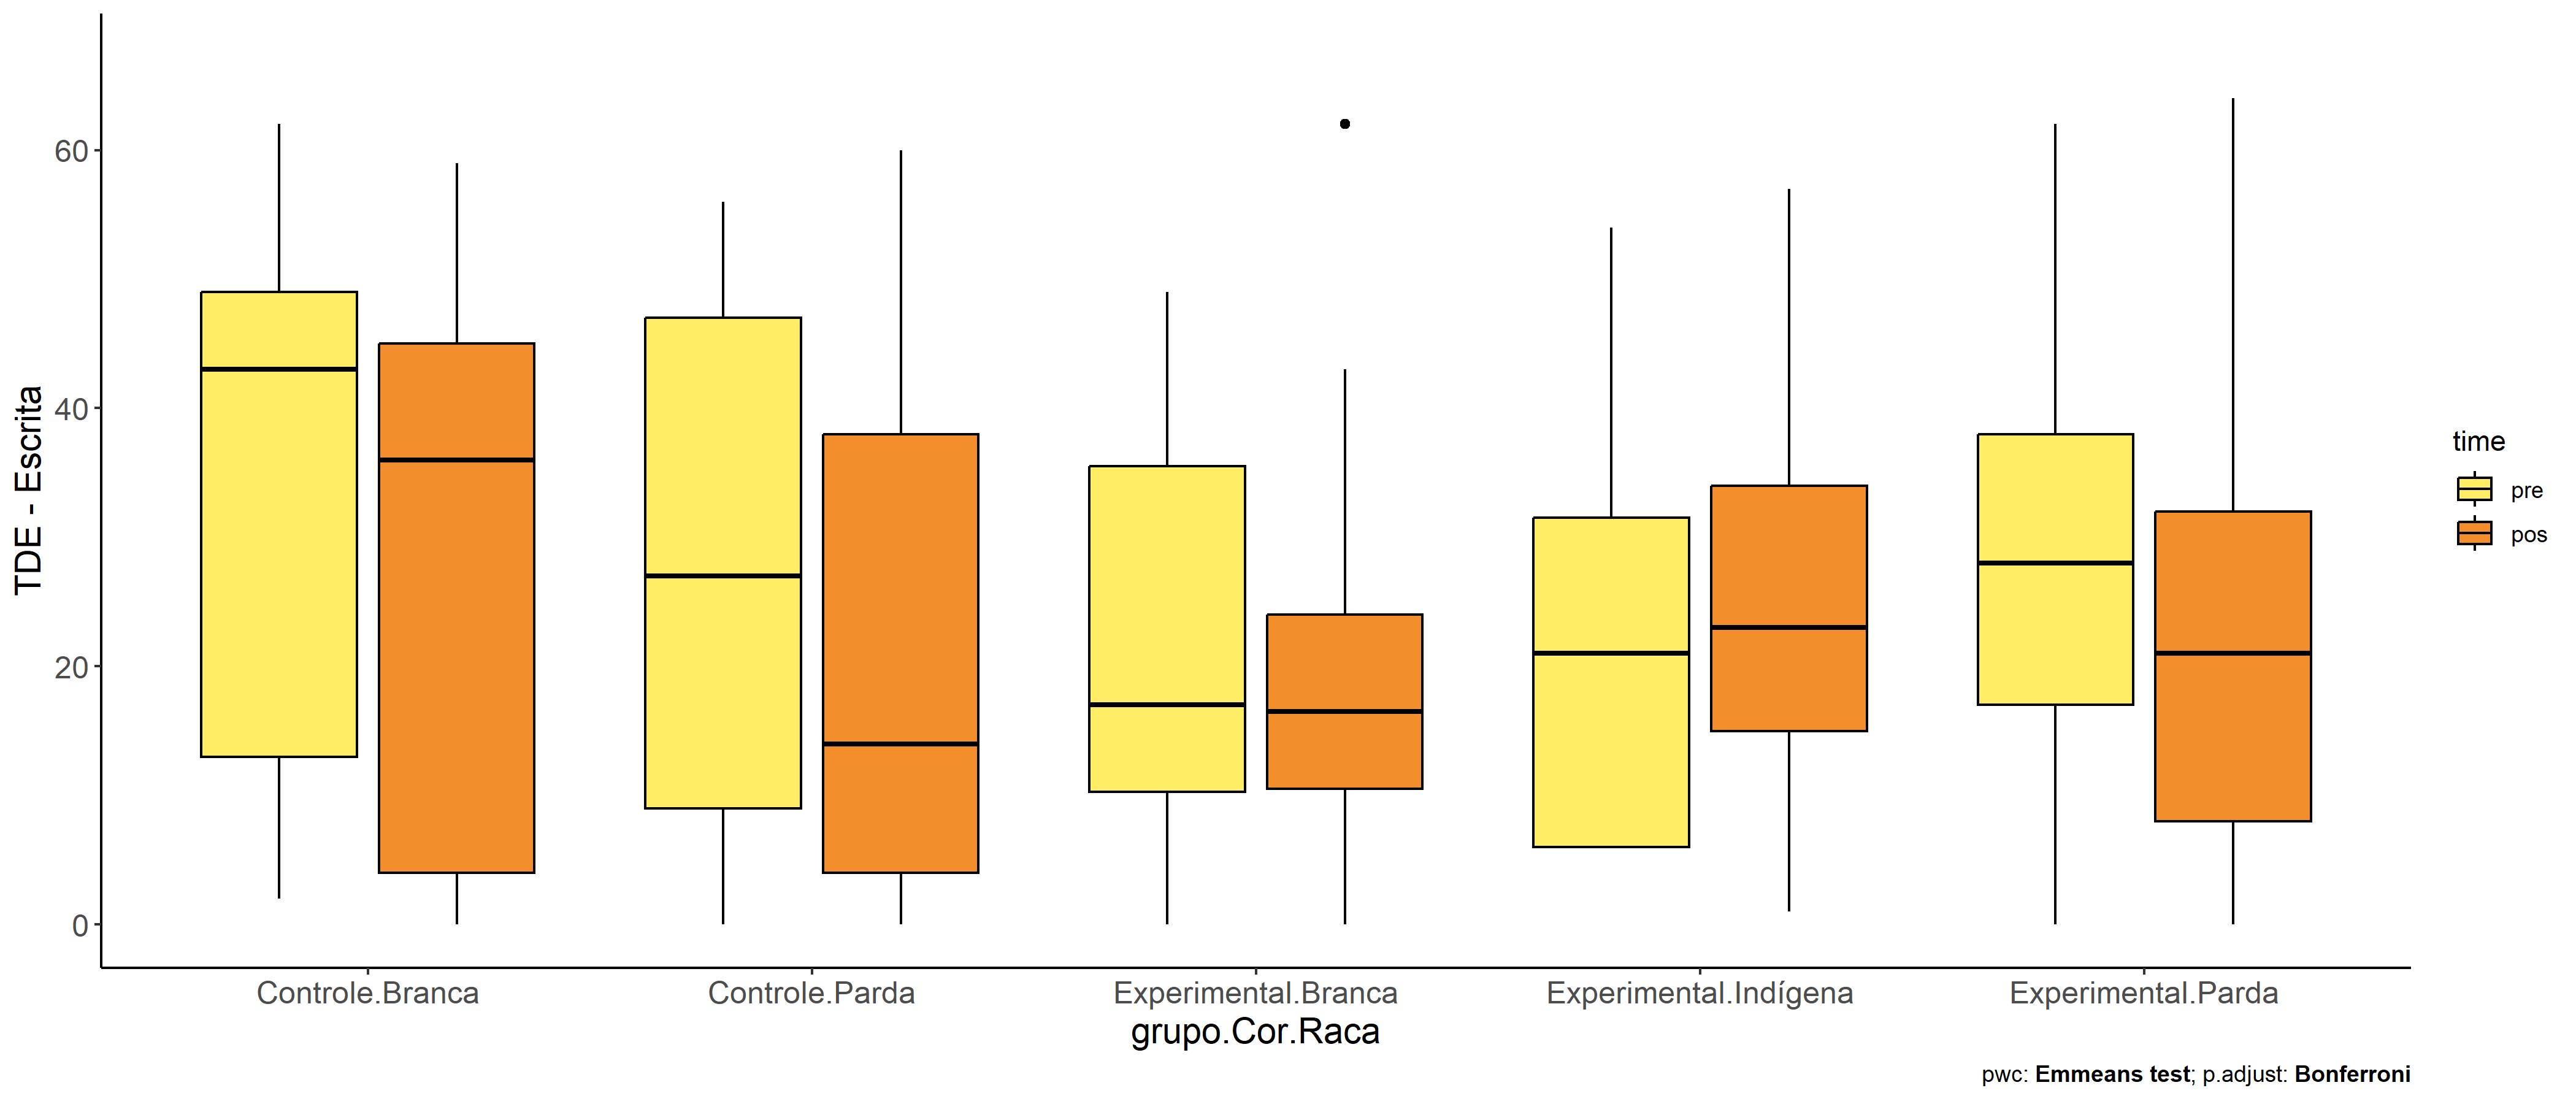 TDE - Escrita
60
40
20
0
Controle.Branca
Controle.Parda
Experimental.Branca
Experimental.Indígena
Experimental.Parda
grupo.Cor.Raca
time
pre
pos
pwc: Emmeans test; p.adjust: Bonferroni